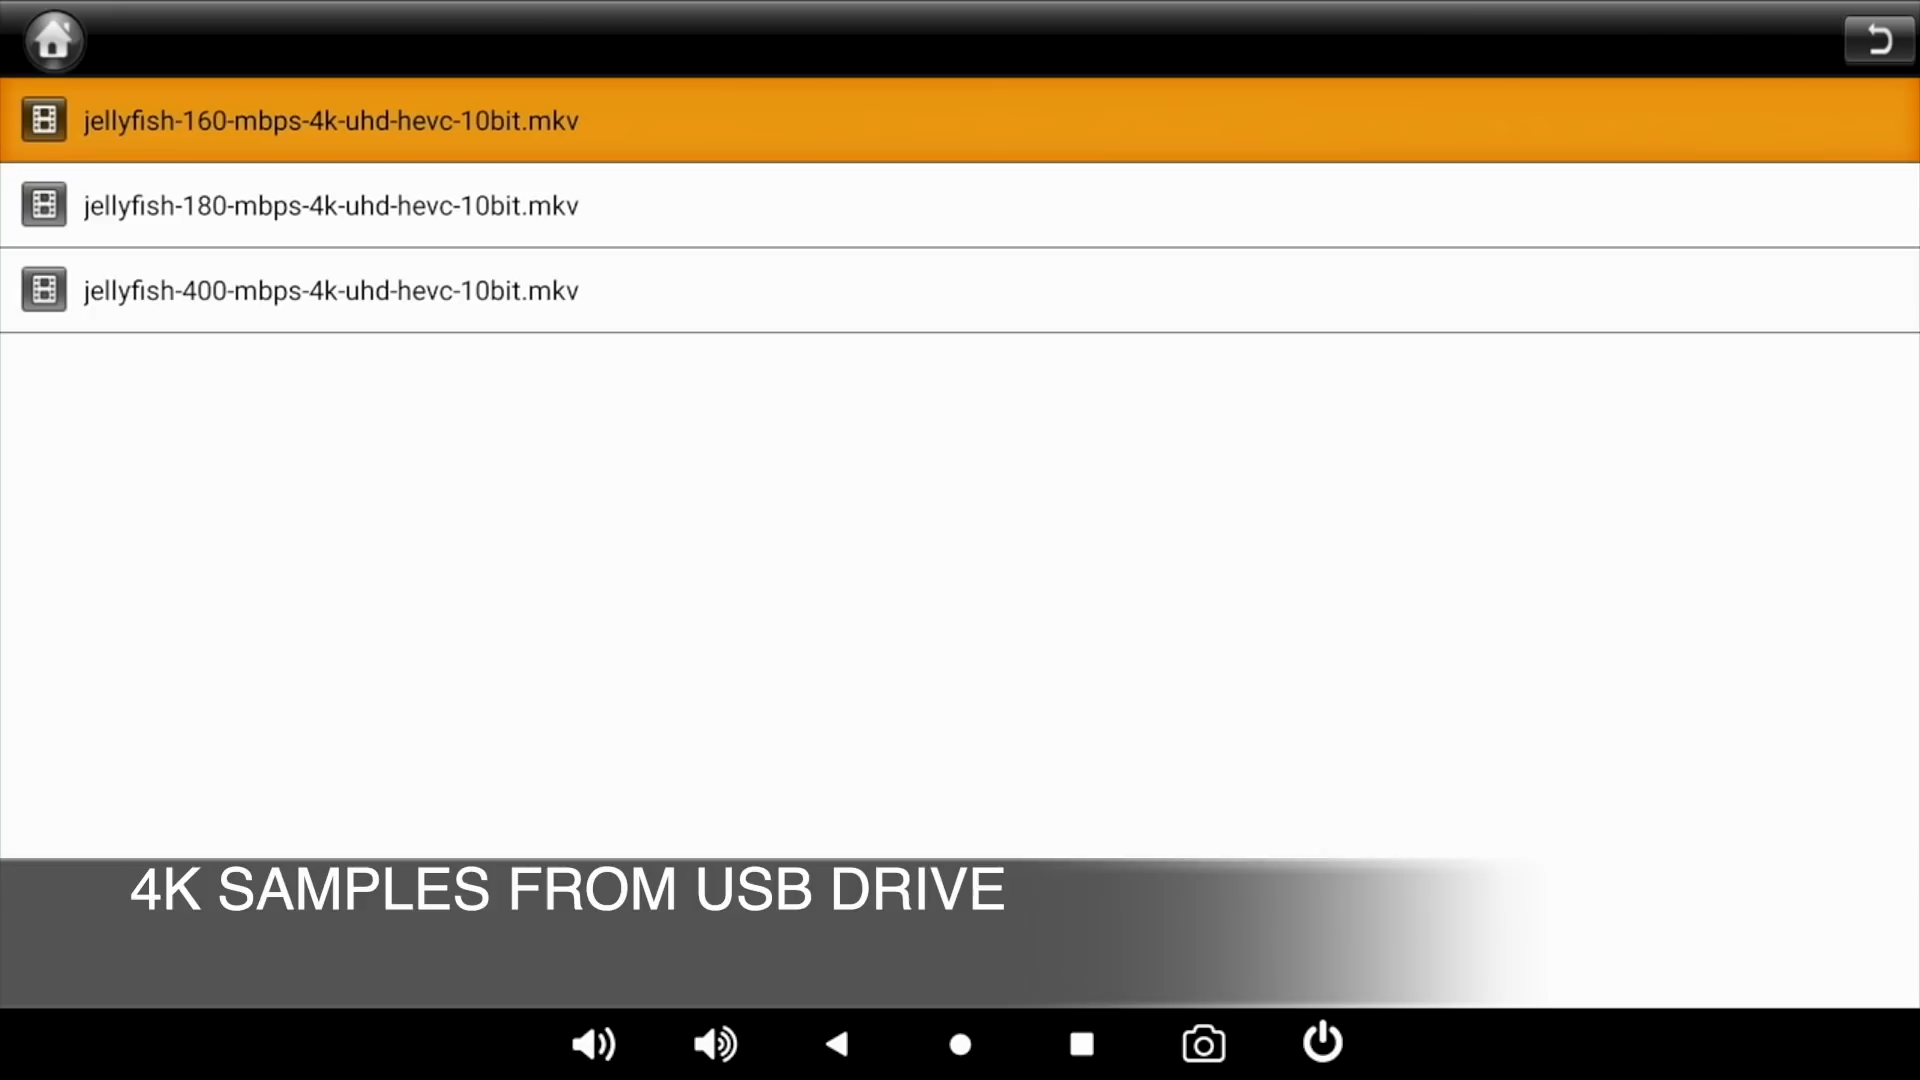 jellyfish-160-mbps-4k-uhd-hevc-10bit.mkv
jellyfish-180-mbps-4k-uhd-hevc-10bit.mkv
jellyfish-400-mbps-4k-uhd-hevc-10bit.mkv
4K SAMPLES FROM USB DRIVE